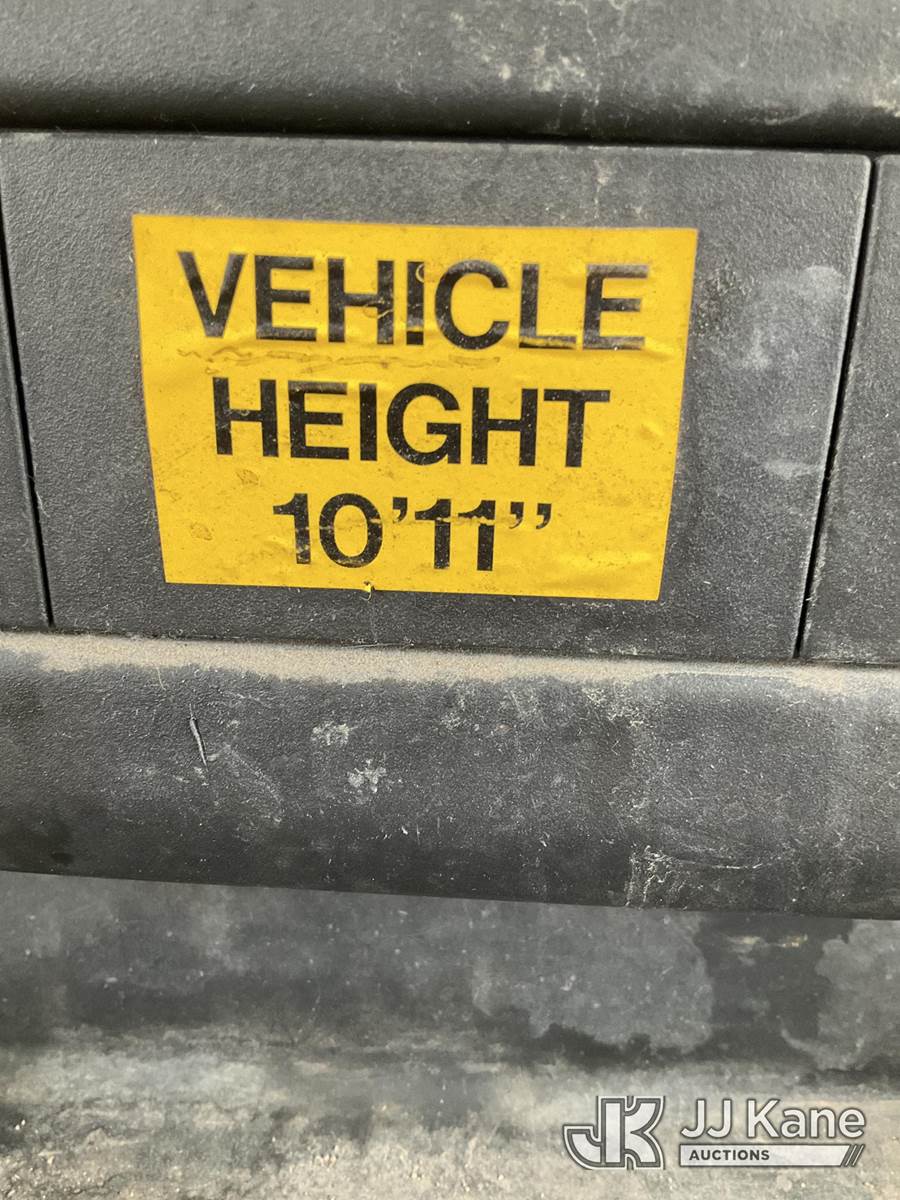 VEHICLE
HEIGHT
10’11’’
JK JJ Kane
AUCTIONS